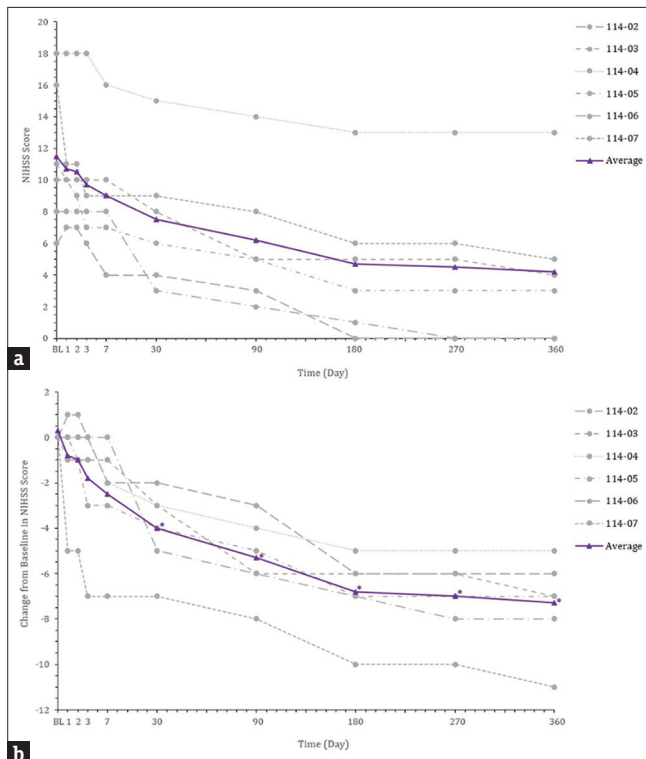 20
18
16
14
12
10
8
6
4
2
0
NIHSS Score
BL 1 2 3 7 30 90 180 270 360
Time (Day)
114-02
114-03
114-04
114-05
114-06
114-07
Average
a
2
0
-2
-4
-6
-8
-10
-12
Change from Baseline in NIHSS Score
BL 1 2 3 7 30 90 180 270 360
Time (Day)
114-02
114-03
114-04
114-05
114-06
114-07
Average
* * * * *
b